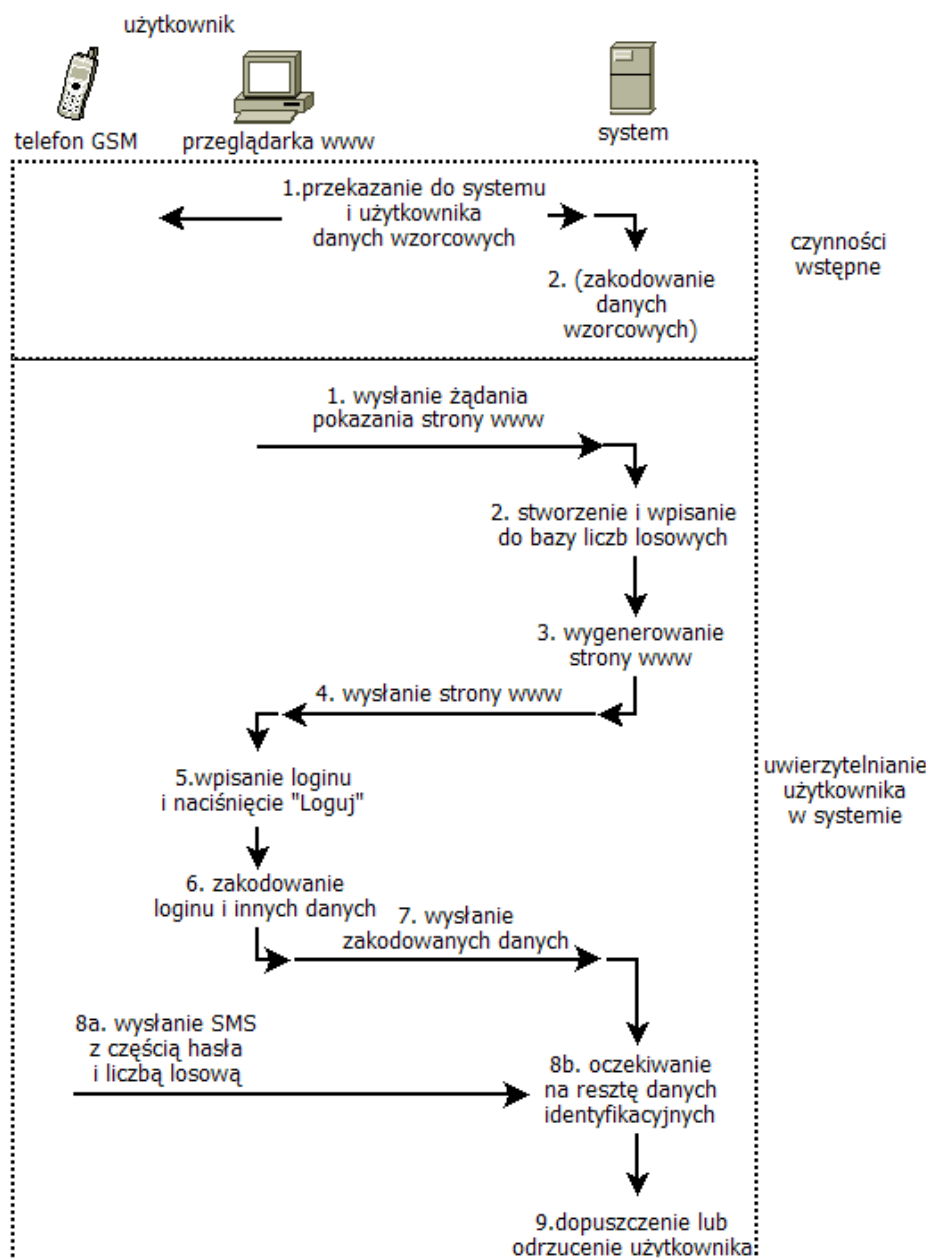 użytkownik
telefon GSM
przeglądarka www
system
1.przekazanie do systemu
i użytkownika
danych wzorcowych
czynności
wstępne
2. (zakodowanie
danych
wzorcowych)
1. wysłanie żądania
pokazania strony www
2. stworzenie i wpisanie
do bazy liczb losowych
3. wygenerowanie
strony www
4. wysłanie strony www
5.wpisanie loginu
i naciśnięcie "Loguj"
uwierzytelnianie
użytkownika
w systemie
6. zakodowanie
loginu i innych danych
7. wysłanie
zakodowanych danych
8a. wysłanie SMS
z częścią hasła
i liczbą losową
8b. oczekiwanie
na resztę danych
identyfikacyjnych
9.dopuszczenie lub
odrzucenie użytkownika